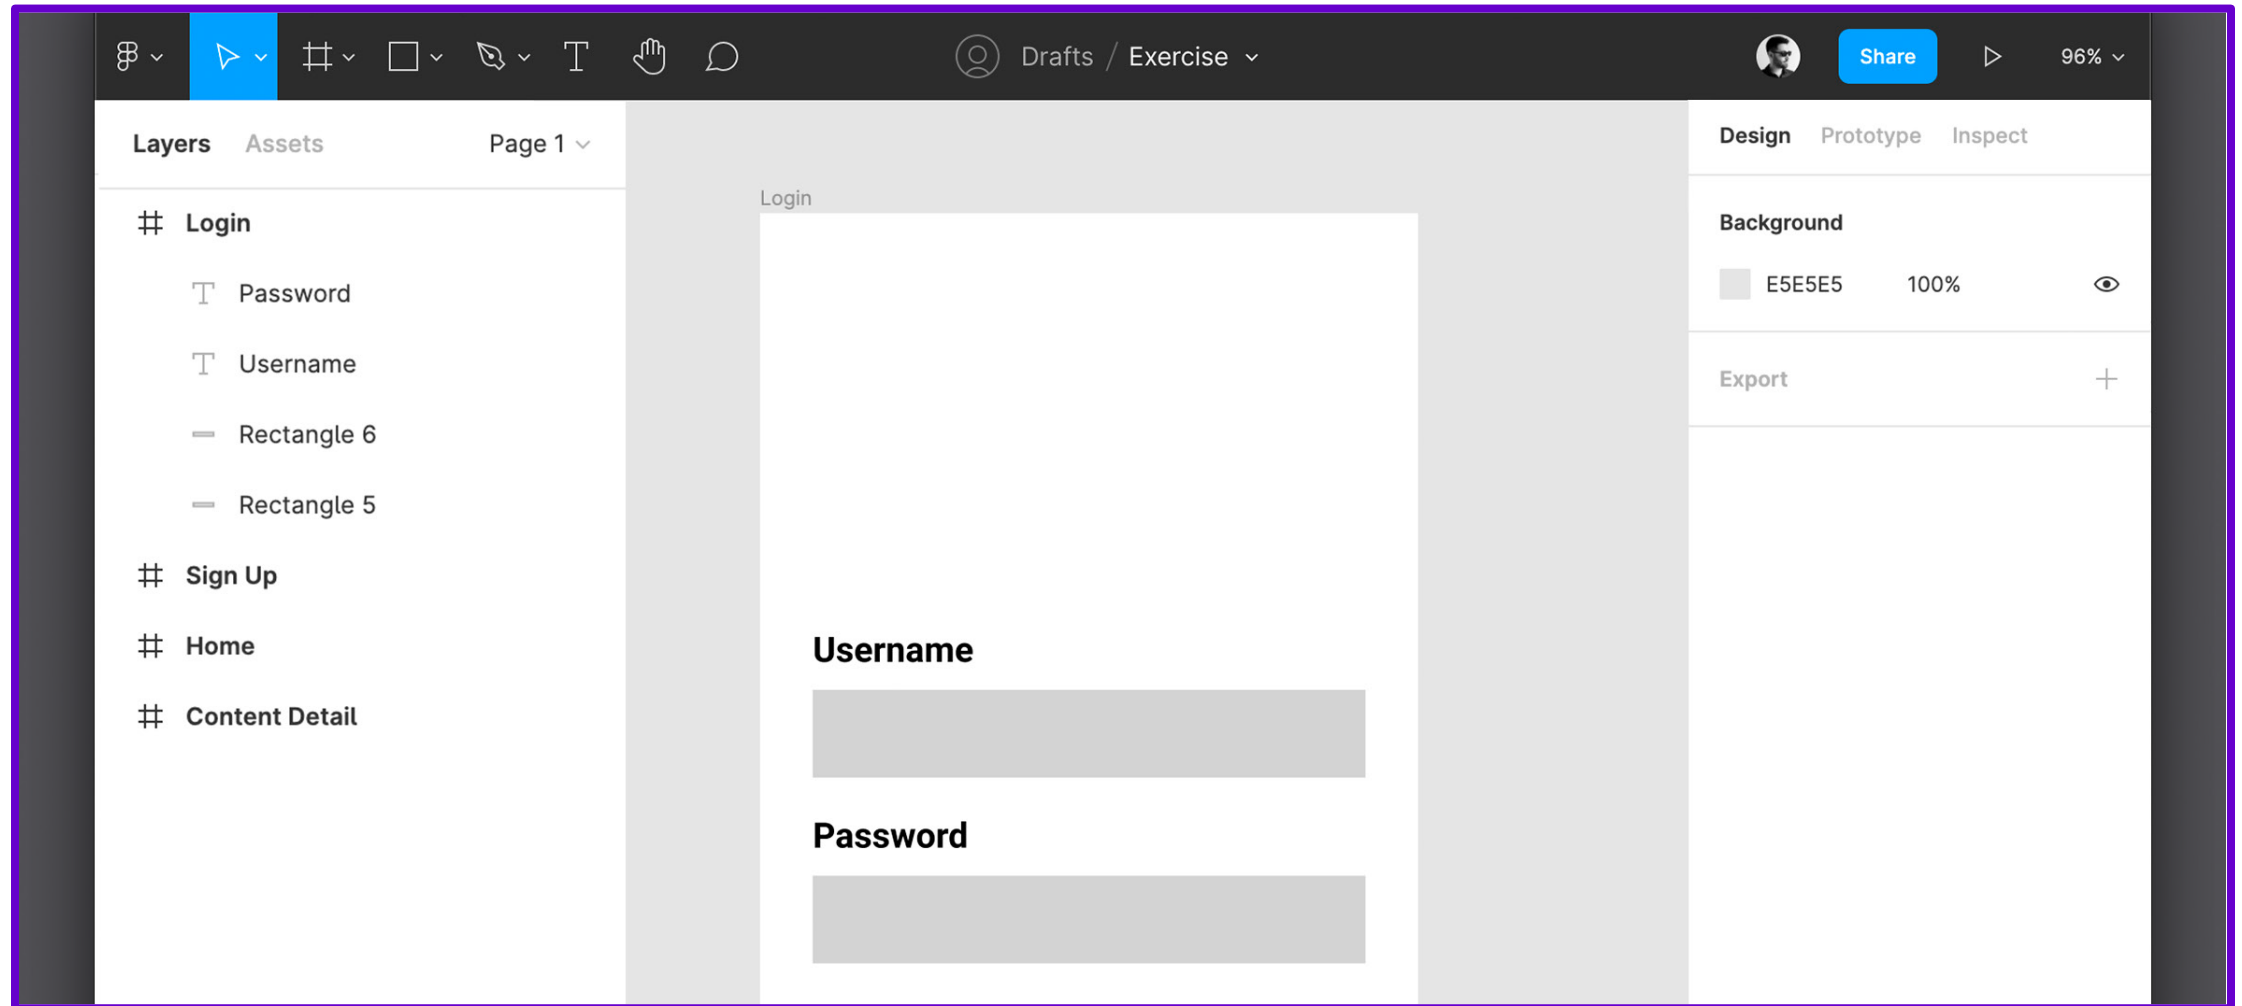 Drafts / Exercise
Share
96%
Layers Assets Page 1
Login
Password
Username
Rectangle 6
Rectangle 5
Sign Up
Home
Content Detail
Login
Username
Password
Design Prototype Inspect
Background
E5E5E5 100%
Export